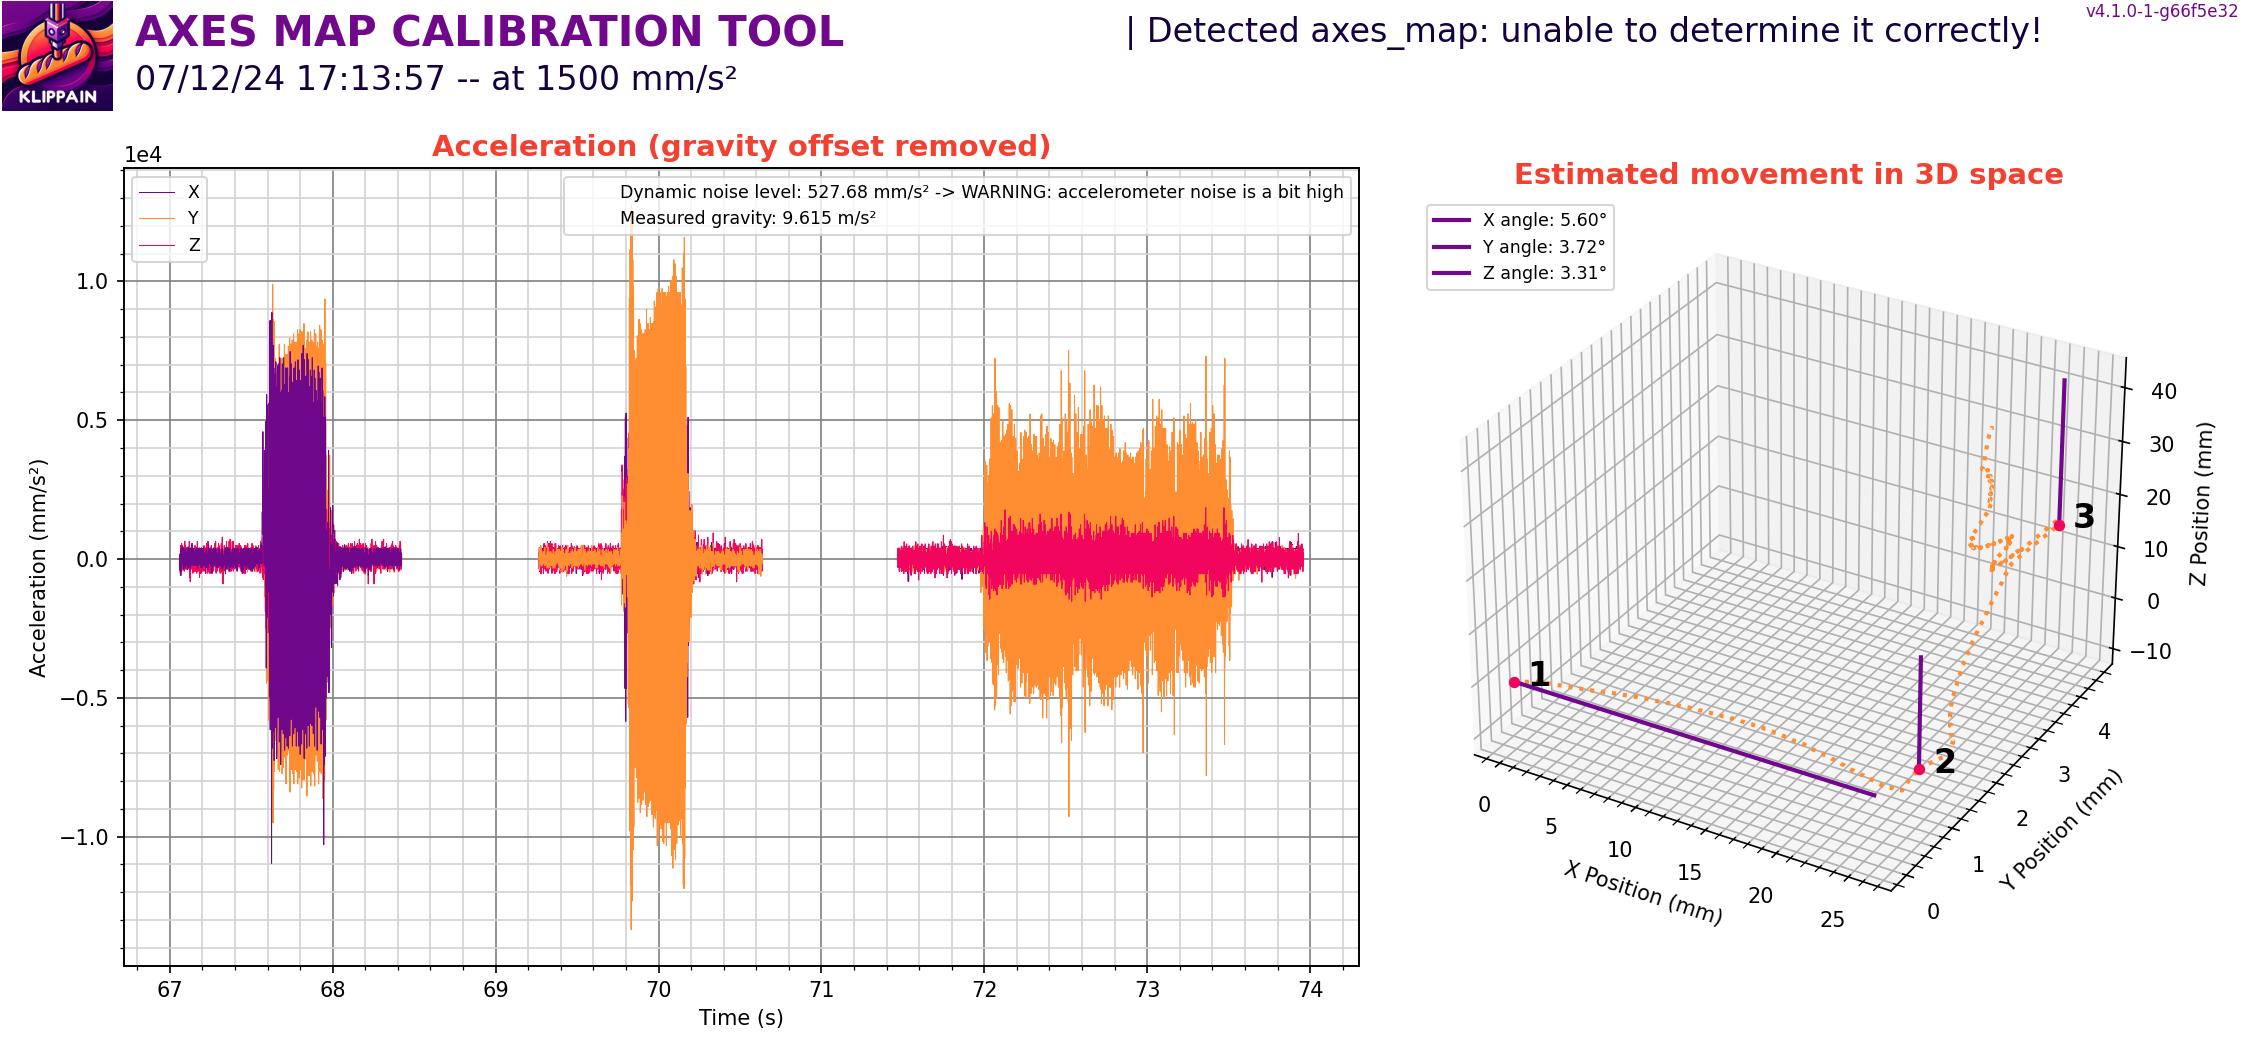 AXES MAP CALIBRATION TOOL
| Detected axes_map: unable to determine it correctly!
v4.1.0-1-g66f5e32
07/12/24 17:13:57 -- at 1500 mm/s²
KLIPPAIN
Acceleration (gravity offset removed)
1e4
X
Y
Z
Dynamic noise level: 527.68 mm/s² -> WARNING: accelerometer noise is a bit high
Measured gravity: 9.615 m/s²
1.0
0.5
0.0
−0.5
−1.0
Acceleration (mm/s²)
67 68 69 70 71 72 73 74
Time (s)
Estimated movement in 3D space
X angle: 5.60°
Y angle: 3.72°
Z angle: 3.31°
1
2
3
40
30
20
10
0
−10
Z Position (mm)
0
5
10
15
20
25
X Position (mm)
0
1
2
3
4
Y Position (mm)